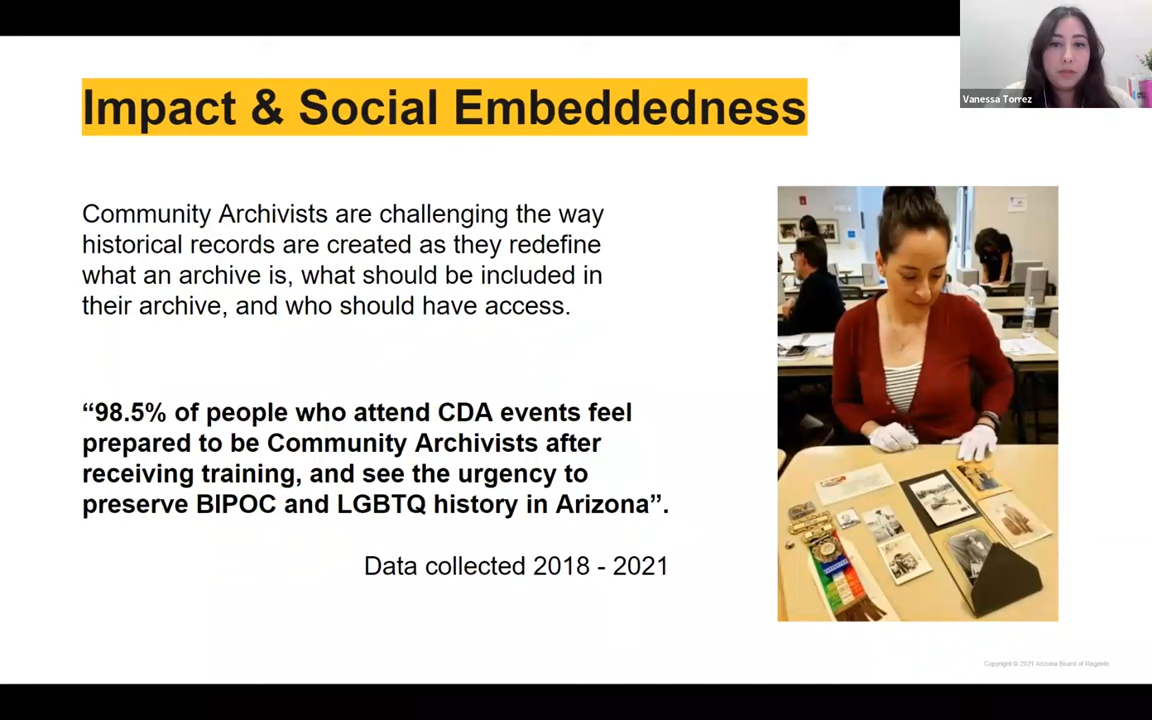 Impact & Social Embeddedness
Vanessa Torrez
Community Archivists are challenging the way
historical records are created as they redefine
what an archive is, what should be included in
their archive, and who should have access.
“98.5% of people who attend CDA events feel
prepared to be Community Archivists after
receiving training, and see the urgency to
preserve BIPOC and LGBTQ history in Arizona”.
Data collected 2018 - 2021
Copyright © 2021 Arizona Board of Regents